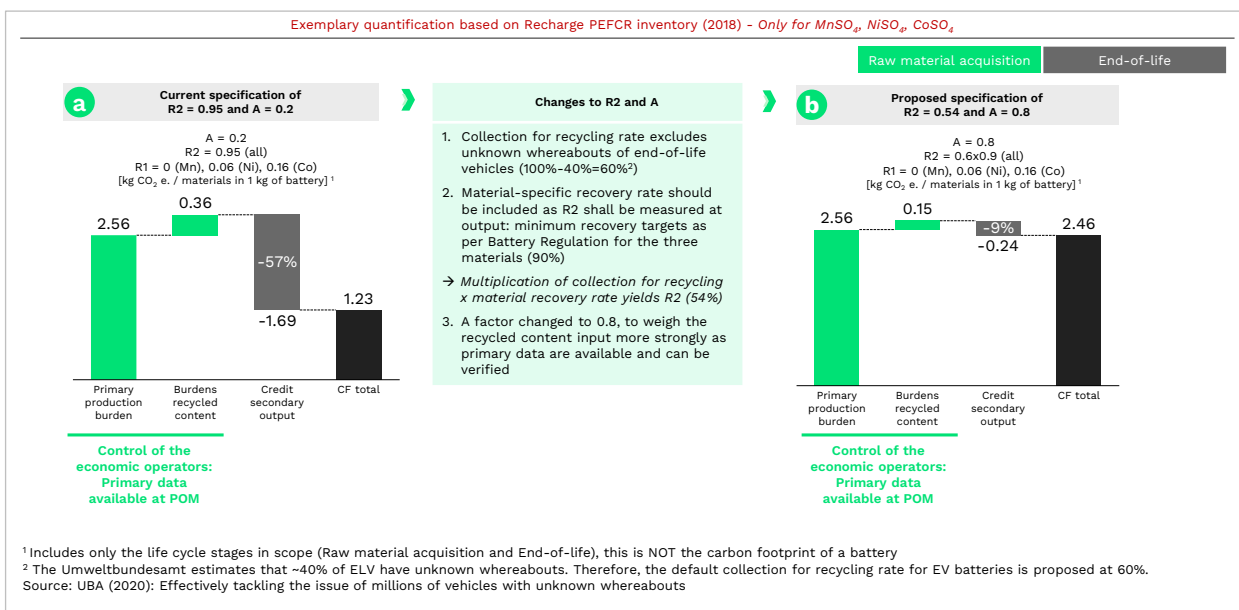 Exemplary quantification based on Recharge PEFCR inventory (2018) - Only for MnSO₄, NiSO₄, CoSO₄
Raw material acquisition
End-of-life
a
Current specification of
R2 = 0.95 and A = 0.2
A = 0.2
R2 = 0.95 (all)
R1 = 0 (Mn), 0.06 (Ni), 0.16 (Co)
[kg CO₂ e. / materials in 1 kg of battery] ¹
2.56
0.36
-57%
-1.69
1.23
Primary
production
burden
Burdens
recycled
content
Credit
secondary
output
CF total
Control of the
economic operators:
Primary data
available at POM
Changes to R2 and A
1. Collection for recycling rate excludes
unknown whereabouts of end-of-life
vehicles (100%-40%=60%²)
2. Material-specific recovery rate should
be included as R2 shall be measured at
output: minimum recovery targets as
per Battery Regulation for the three
materials (90%)
→ Multiplication of collection for recycling
x material recovery rate yields R2 (54%)
3. A factor changed to 0.8, to weigh the
recycled content input more strongly as
primary data are available and can be
verified
b
Proposed specification of
R2 = 0.54 and A = 0.8
A = 0.8
R2 = 0.6x0.9 (all)
R1 = 0 (Mn), 0.06 (Ni), 0.16 (Co)
[kg CO₂ e. / materials in 1 kg of battery] ¹
2.56
0.15
-9%
-0.24
2.46
Primary
production
burden
Burdens
recycled
content
Credit
secondary
output
CF total
Control of the
economic operators:
Primary data
available at POM
¹ Includes only the life cycle stages in scope (Raw material acquisition and End-of-life), this is NOT the carbon footprint of a battery
² The Umweltbundesamt estimates that ~40% of ELV have unknown whereabouts. Therefore, the default collection for recycling rate for EV batteries is proposed at 60%.
Source: UBA (2020): Effectively tackling the issue of millions of vehicles with unknown whereabouts